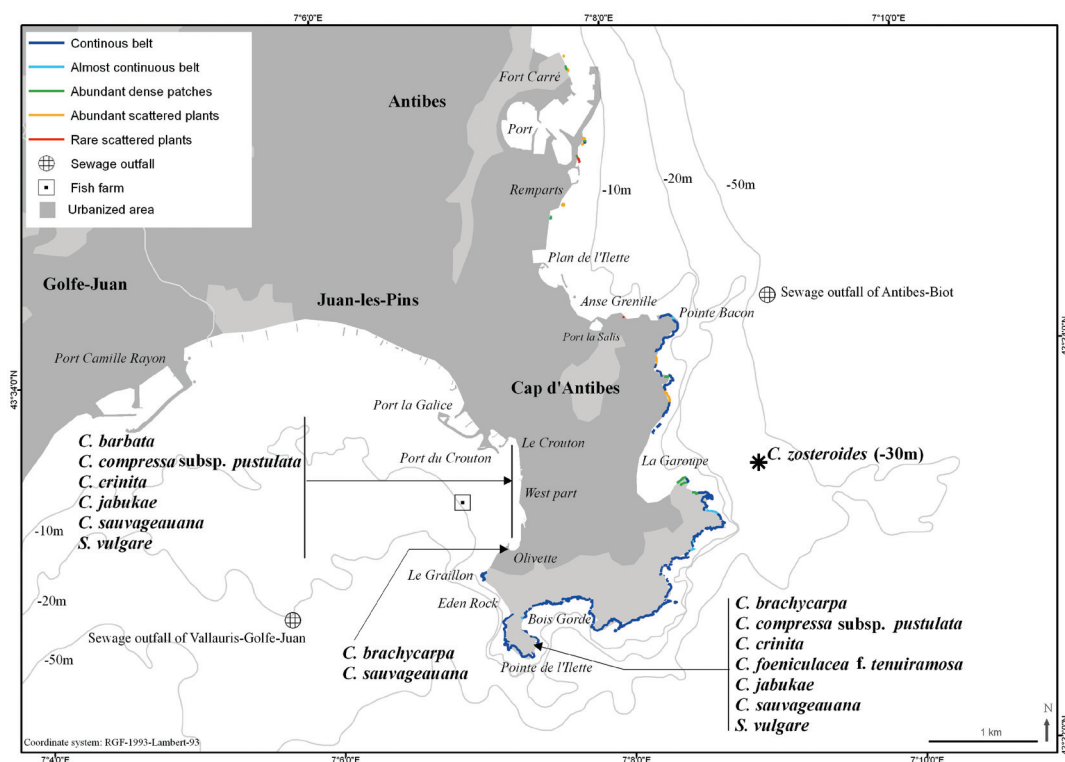 7°6'0"E
7°8'0"E
7°10'0"E
Continous belt
Almost continuous belt
Abundant dense patches
Abundant scattered plants
Rare scattered plants
Sewage outfall
Fish farm
Urbanized area
Fort Carré
Antibes
Port
-10m
-20m
-50m
Remparts
Plan de l'Ilette
Golfe-Juan
Juan-les-Pins
Anse Grenille
Pointe Bacon
Sewage outfall of Antibes-Biot
Port la Salis
Port Camille Rayon
43°3'40"N
Cap d'Antibes
Port la Galice
Le Crouton
Port du Crouton
La Garoupe
C. zosteroides (-30m)
C. barbata
C. compressa subsp. pustulata
C. crinita
C. jabukae
C. sauvageauana
S. vulgare
West part
-10m
-20m
-50m
Olivette
Le Graillon
Eden Rock
Bois Gorde
Sewage outfall of Vallauris-Golfe-Juan
C. brachycarpa
C. sauvageauana
Pointe de l'Ilette
C. brachycarpa
C. compressa subsp. pustulata
C. crinita
C. foeniculacea f. tenuiramosa
C. jabukae
C. sauvageauana
S. vulgare
N
1 km
Coordinate system: RGF-1993-Lambert-93
7°4'0"E
7°6'0"E
7°8'0"E
7°10'0"E